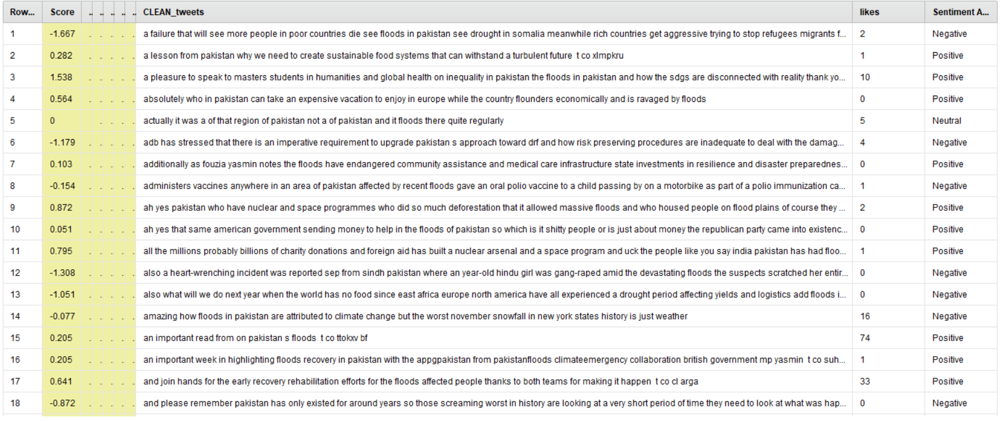 Row... Score .. .. .. .. .. CLEAN_tweets likes Sentiment A...
1 -1.667 . . . . . a failure that will see more people in poor countries die see floods in pakistan see drought in somalia meanwhile rich countries get aggressive trying to stop refugees migrants f... 2 Negative
2 0.282 . . . . . a lesson from pakistan why we need to create sustainable food systems that can withstand a turbulent future t co xlmpkru 1 Positive
3 1.538 . . . . . a pleasure to speak to masters students in humanities and global health on inequality in pakistan the floods in pakistan and how the sdgs are disconnected with reality thank yo... 10 Positive
4 0.564 . . . . . absolutely who in pakistan can take an expensive vacation to enjoy in europe while the country flounders economically and is ravaged by floods 0 Positive
5 0 . . . . actually it was a of that region of pakistan not a of pakistan and it floods there quite regularly 5 Neutral
6 -1.179 . . . . . adb has stressed that there is an imperative requirement to upgrade pakistan s approach toward drf and how risk preserving procedures are inadequate to deal with the damag... 4 Negative
7 0.103 . . . . . additionally as fouzia yasmin notes the floods have endangered community assistance and medical care infrastructure state investments in resilience and disaster preparednes... 0 Positive
8 -0.154 . . . . . administers vaccines anywhere in an area of pakistan affected by recent floods gave an oral polio vaccine to a child passing by on a motorbike as part of a polio immunization ca... 1 Negative
9 0.872 . . . . . ah yes pakistan who have nuclear and space programmes who did so much deforestation that it allowed massive floods and who housed people on flood plains of course they ... 2 Positive
10 0.051 . . . . . ah yes that same american government sending money to help in the floods of pakistan so which is it shitty people or is just about money the republican party came into existenc... 0 Positive
11 0.795 . . . . . all the millions probably billions of charity donations and foreign aid has built a nuclear arsenal and a space program and uck the people like you say india pakistan has had floo... 1 Positive
12 -1.308 . . . . . also a heart-wrenching incident was reported sep from sindh pakistan where an year-old hindu girl was gang-raped amid the devastating floods the suspects scratched her entir... 0 Negative
13 -1.051 . . . . . also what will we do next year when the world has no food since east africa europe north america have all experienced a drought period affecting yields and logistics add floods i... 0 Negative
14 -0.077 . . . . . amazing how floods in pakistan are attributed to climate change but the worst november snowfall in new york states history is just weather 16 Negative
15 0.205 . . . . . an important read from on pakistan s floods t co ttokxv bf 74 Positive
16 0.205 . . . . . an important week in highlighting floods recovery in pakistan with the appgpakistan from pakistanfloods climateemergency collaboration british government mp yasmin t co suh... 1 Positive
17 0.641 . . . . . and join hands for the early recovery rehabilitation efforts for the floods affected people thanks to both teams for making it happen t co cl arga 33 Positive
18 -0.872 . . . . . and please remember pakistan has only existed for around years so those screaming worst in history are looking at a very short period of time they need to look at what was hap... 0 Negative